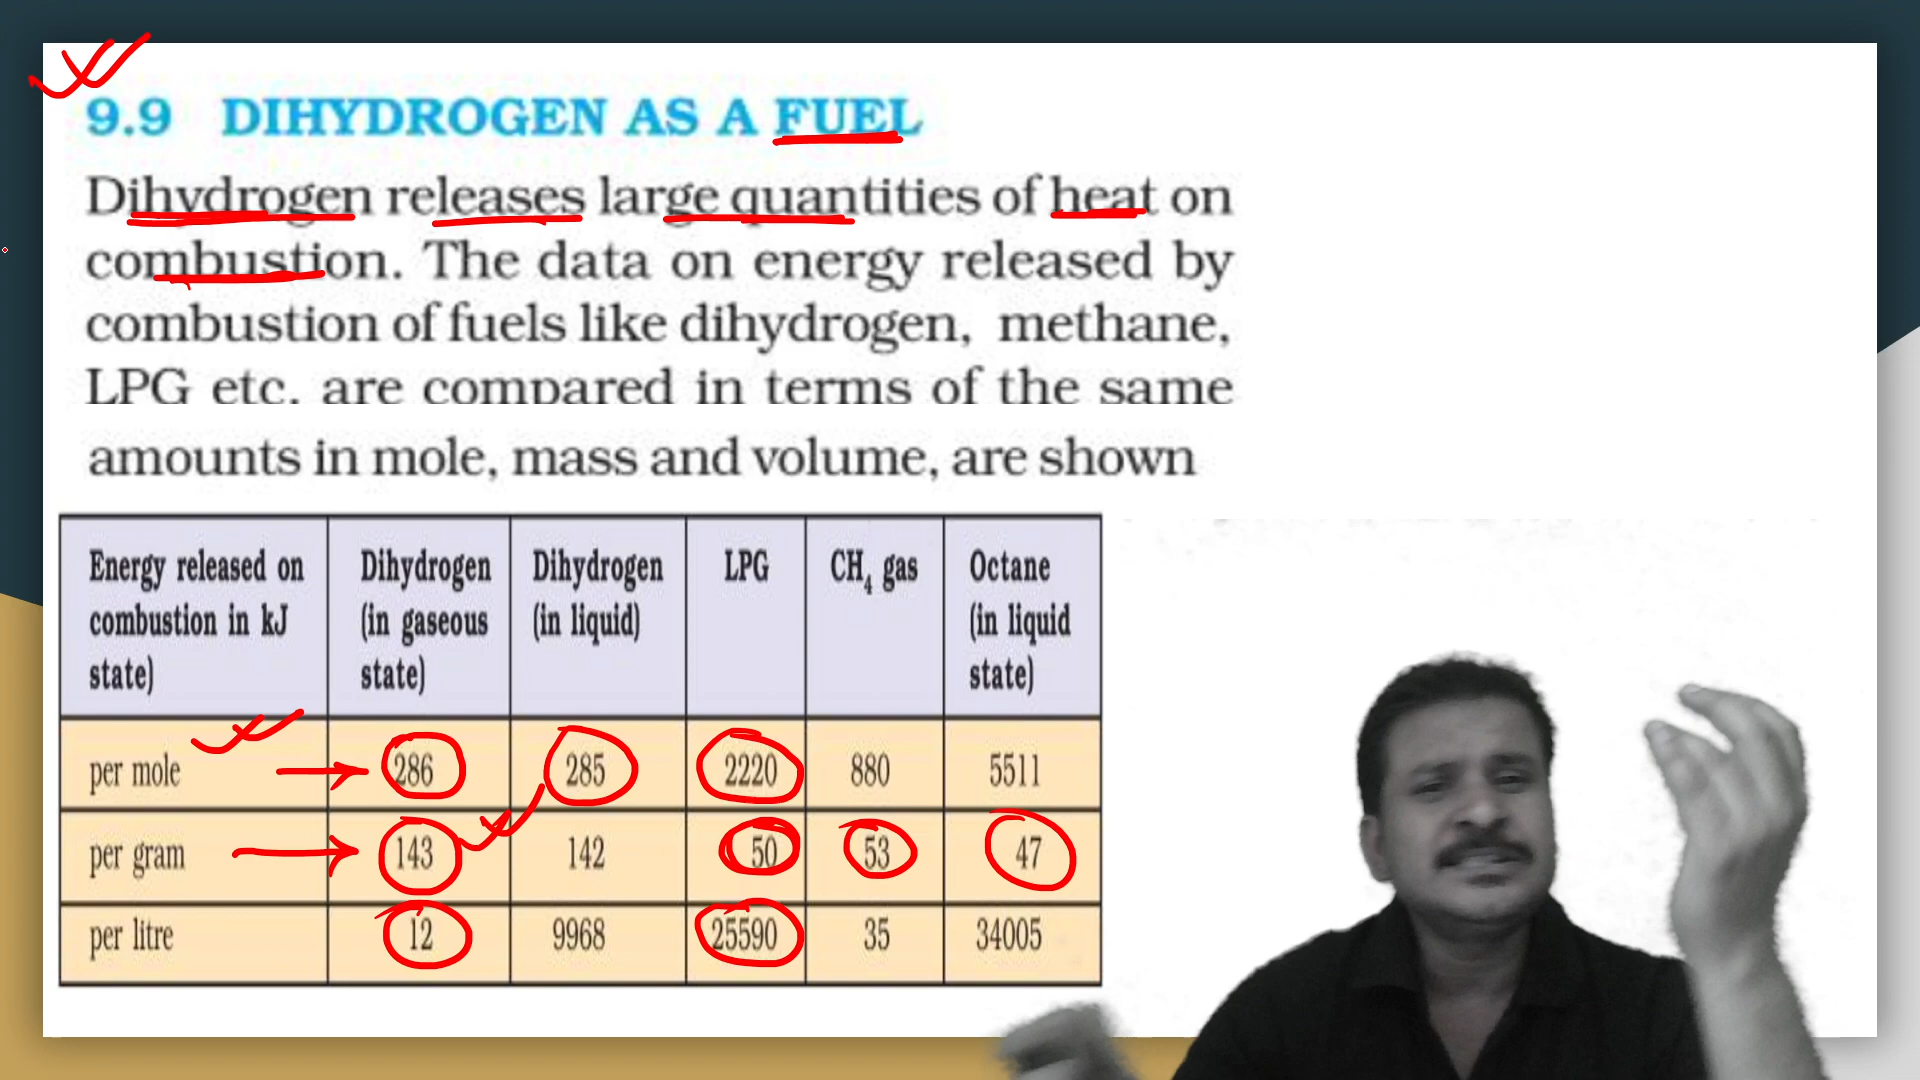 9.9 DIHYDROGEN AS A FUEL
Dihydrogen releases large quantities of heat on
combustion. The data on energy released by
combustion of fuels like dihydrogen, methane,
LPG etc. are compared in terms of the same
amounts in mole, mass and volume, are shown
Energy released on combustion in kJ state) Dihydrogen (in gaseous state) Dihydrogen (in liquid) LPG CH₄ gas Octane (in liquid state)
per mole 286 285 2220 880 5511
per gram 143 142 50 53 47
per litre 12 9968 25590 35 34005